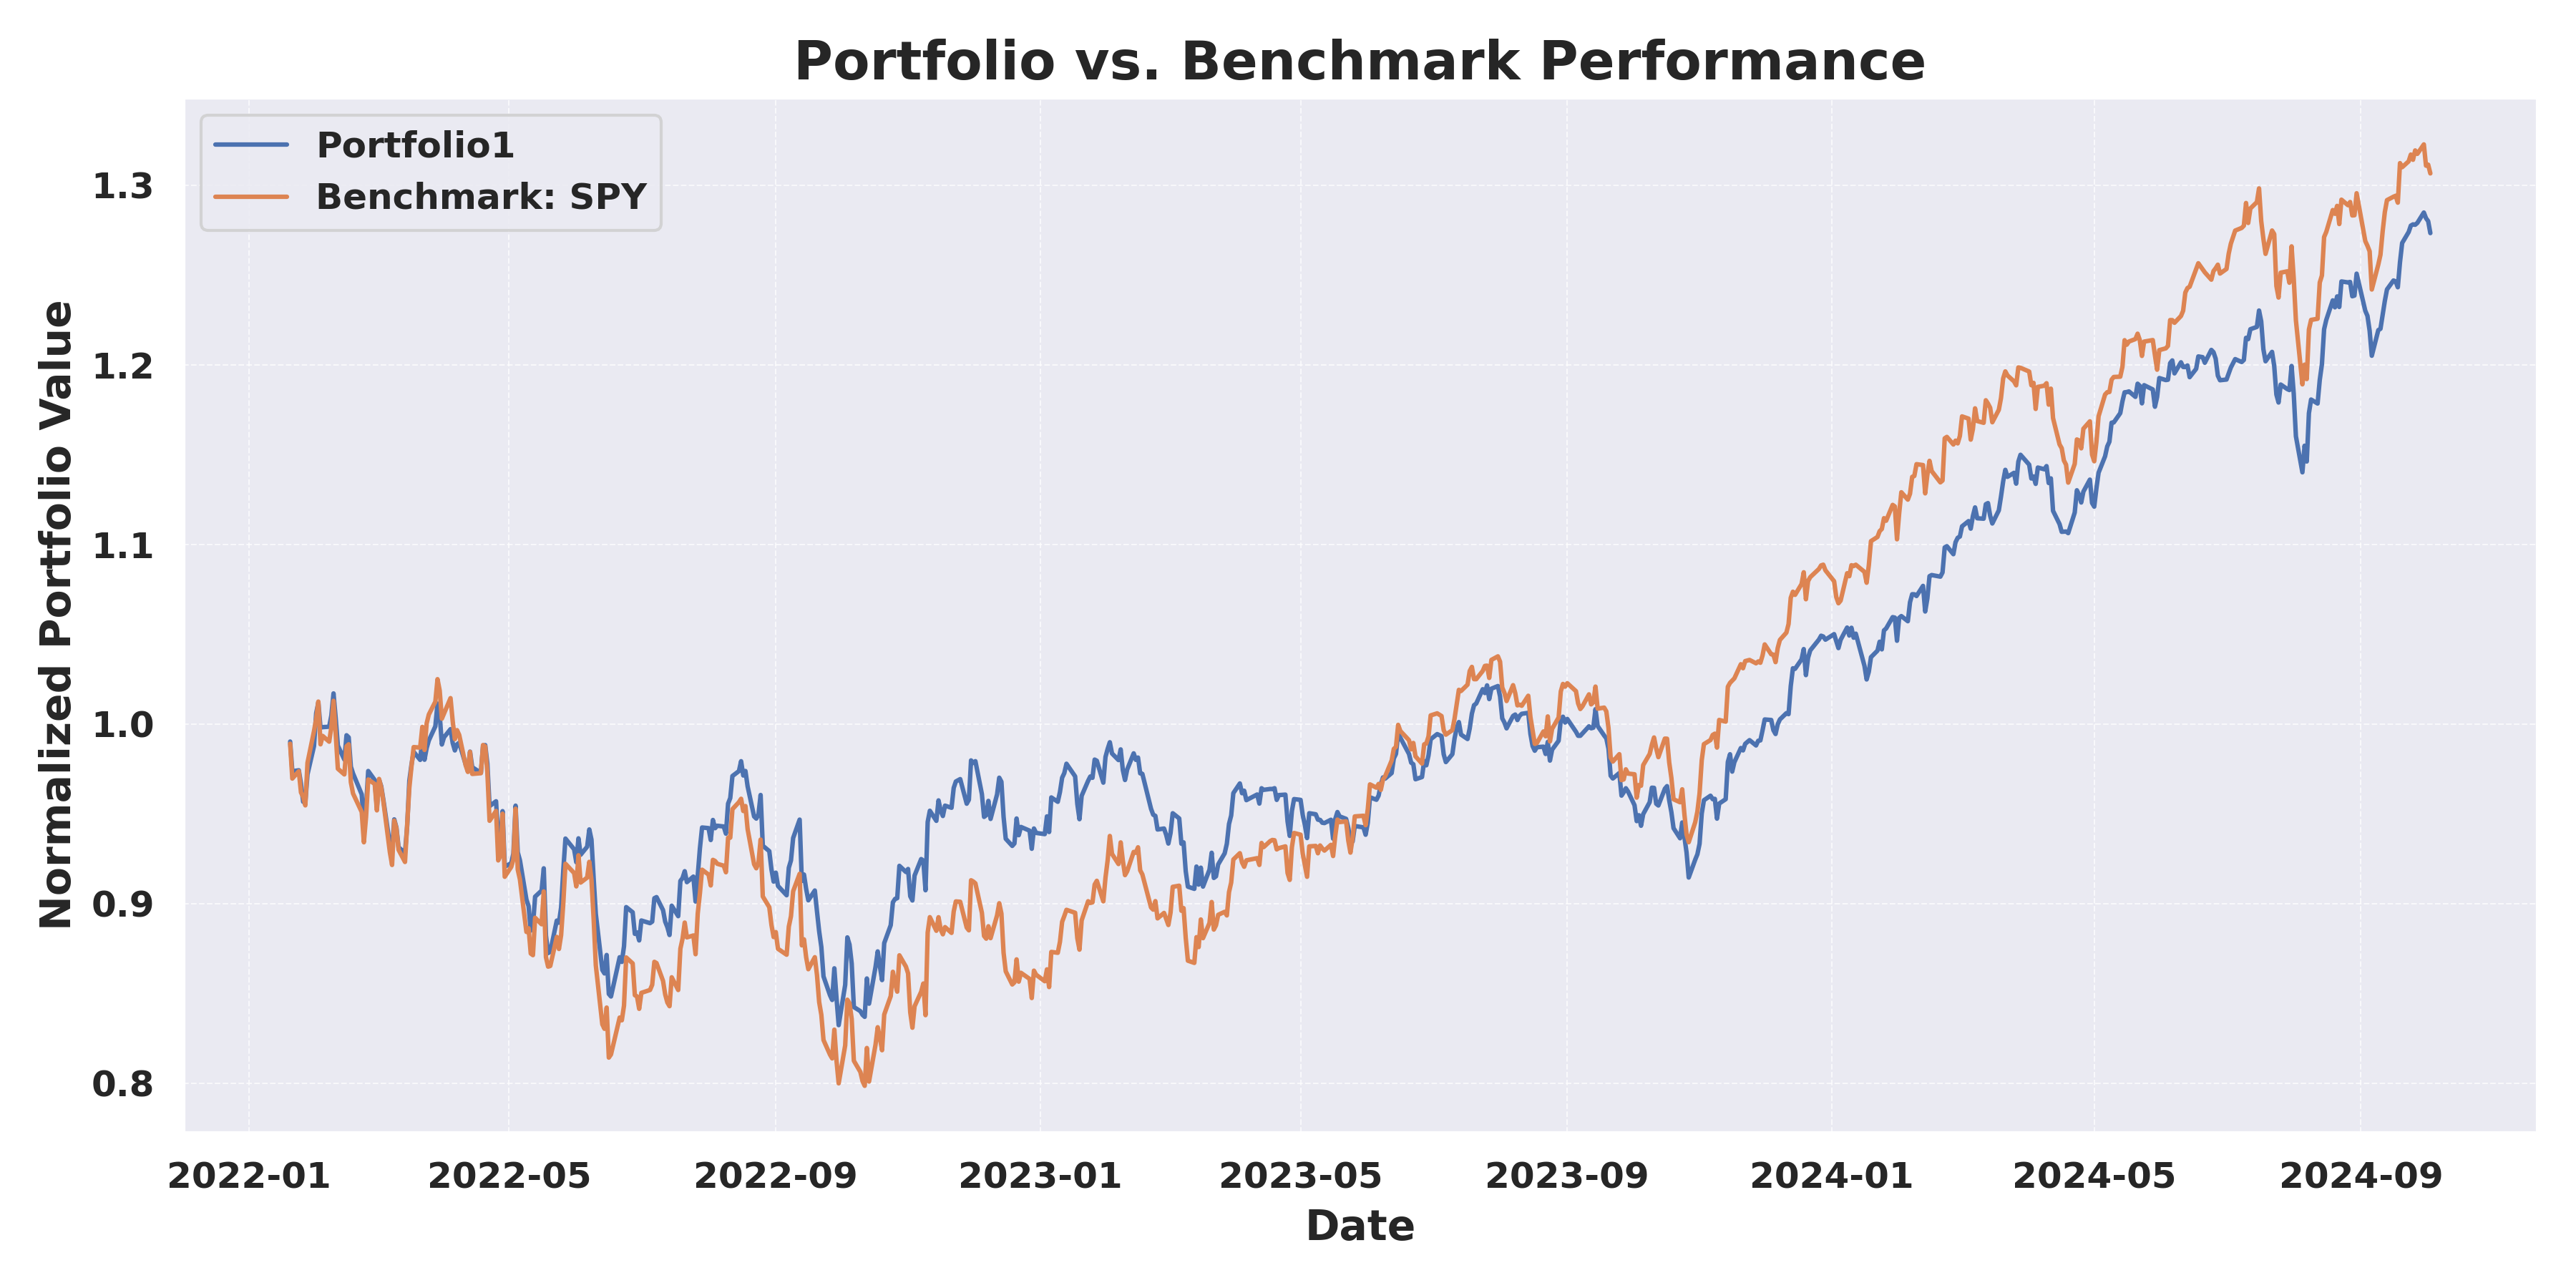 Portfolio vs. Benchmark Performance
Portfolio1
Benchmark: SPY
Normalized Portfolio Value
1.3
1.2
1.1
1.0
0.9
0.8
2022-01 2022-05 2022-09 2023-01 2023-05 2023-09 2024-01 2024-05 2024-09
Date